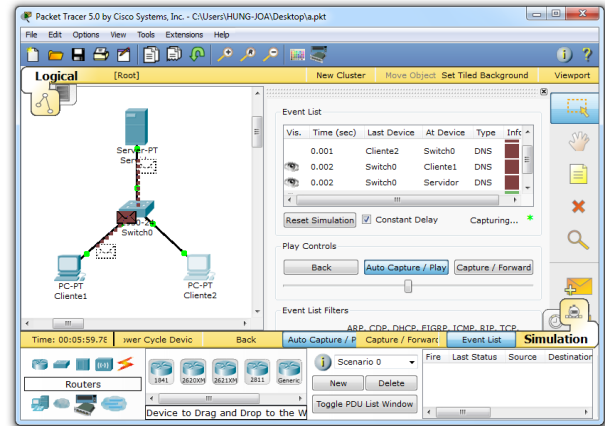 Packet Tracer 5.0 by Cisco Systems, Inc. - C:\Users\HUNG-JOA\Desktop\a.pkt
File Edit Options View Tools Extensions Help
Logical [Root] New Cluster Move Object Set Tiled Background Viewport
Event List
Vis. Time (sec) Last Device At Device Type Info
0.001 Cliente2 Switch0 DNS
0.002 Switch0 Cliente1 DNS
0.002 Switch0 Servidor DNS
Reset Simulation Constant Delay Capturing... *
Play Controls
Back Auto Capture / Play Capture / Forward
Event List Filters
ARP, CDP, DHCP, EIGRP, ICMP, RIP, TCP,
Server-PT
Switch0
PC-PT
Cliente1
PC-PT
Cliente2
Time: 00:05:59.78 ower Cycle Devic Back Auto Capture / P Capture / Forward Event List Simulation
Routers
1841 2620XM 2621XM 2811 Generic
Device to Drag and Drop to the W
Scenario 0
New Delete
Toggle PDU List Window
Fire Last Status Source Destination